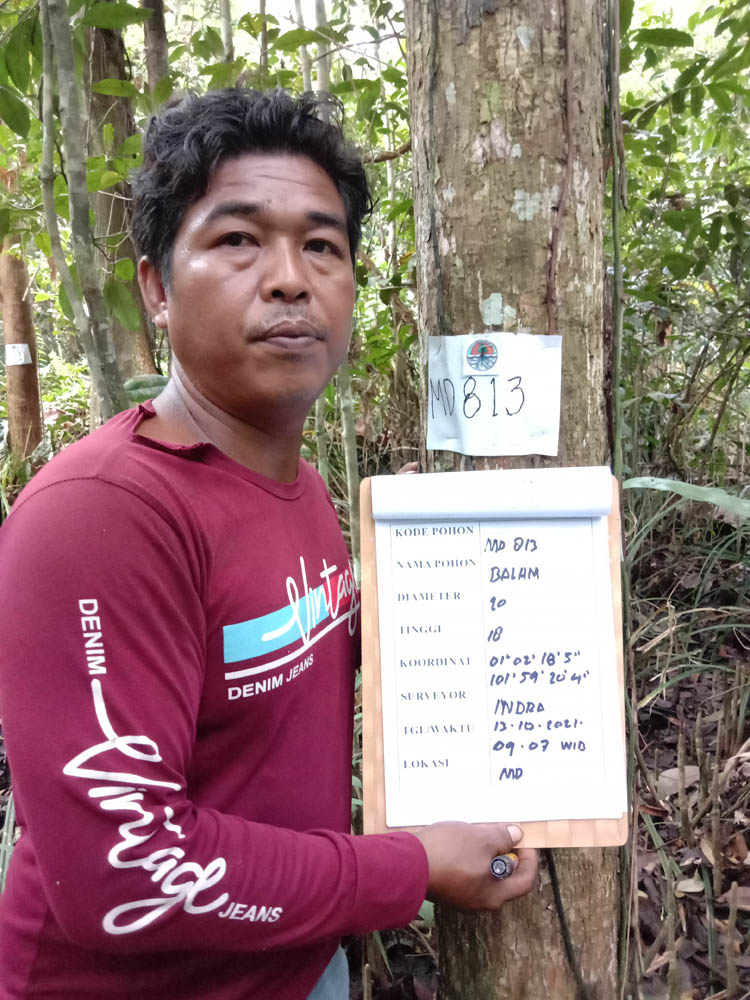 MD 813
KODE POHON MD 813
NAMA POHON BALAM
DIAMETER 20
TINGGI 18
KOORDINAT 01° 02' 18' 5"
101° 59' 20' 4"
SURVEYOR INDRA
TGL/WAKTU 13.10.2021.
09.07 WIB
LOKASI MD
Vintage
DENIM JEANS
DENIM
Vintage
JEANS